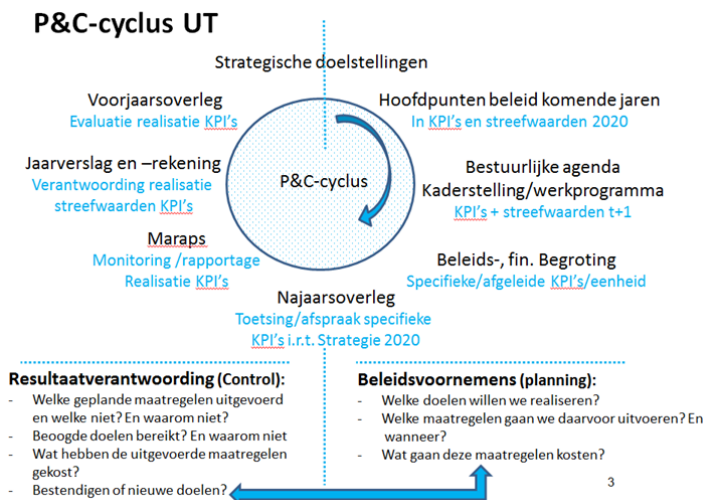 P&C-cyclus UT
Strategische doelstellingen
Voorjaarsoverleg
Evaluatie realisatie KPI's
Hoofdpunten beleid komende jaren
In KPI's en streefwaarden 2020
Jaarverslag en –rekening
Verantwoording realisatie
streefwaarden KPI's
P&C-cyclus
Bestuurlijke agenda
Kaderstelling/werkprogramma
KPI's + streefwaarden t+1
Maraps
Monitoring /rapportage
Realisatie KPI's
Beleids-, fin. Begroting
Specifieke/afgeleide KPI's/eenheid
Najaarsoverleg
Toetsing/afspraak specifieke
KPI's i.r.t. Strategie 2020
Resultaatverantwoording (Control):
- Welke geplande maatregelen uitgevoerd
en welke niet? En waarom niet?
- Beoogde doelen bereikt? En waarom niet
- Wat hebben de uitgevoerde maatregelen
gekost?
- Bestendigen of nieuwe doelen?
Beleidsvoornemens (planning):
- Welke doelen willen we realiseren?
- Welke maatregelen gaan we daarvoor uitvoeren? En
wanneer?
- Wat gaan deze maatregelen kosten?
3